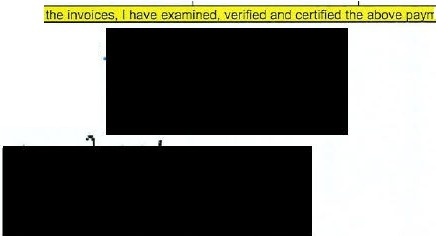 the invoices, I have examined, verified and certified the above paym